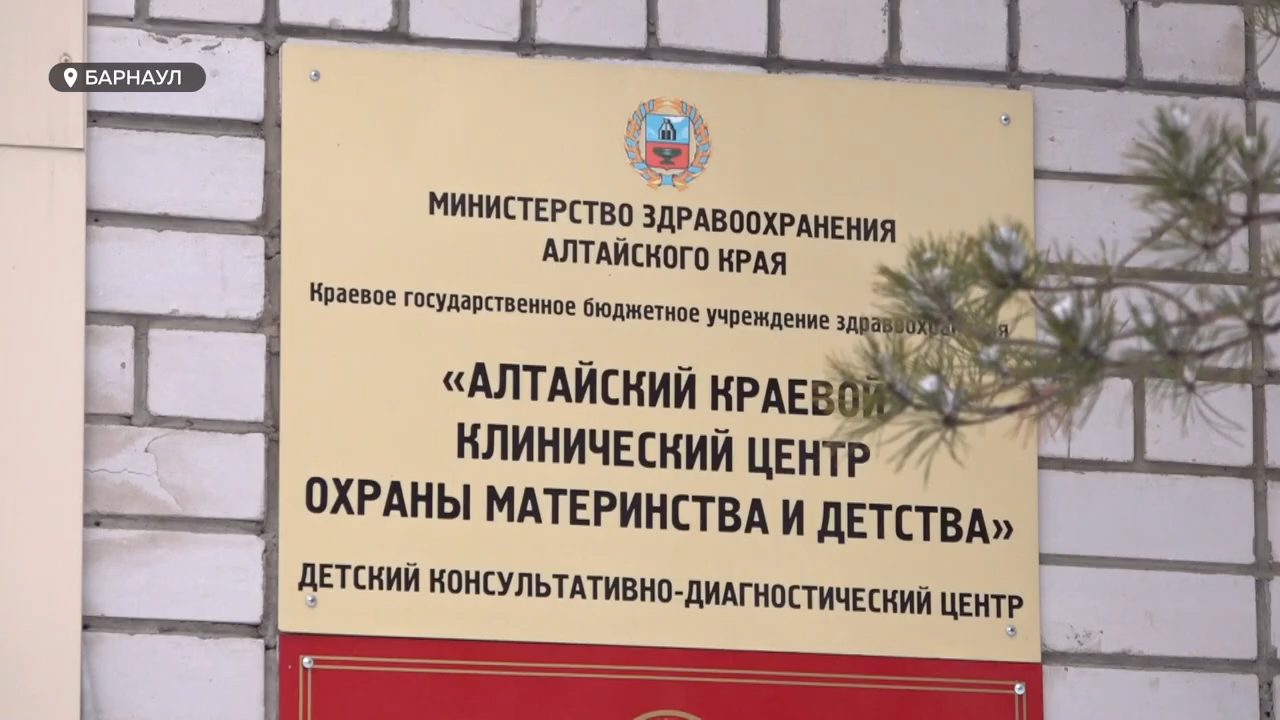 БАРНАУЛ
МИНИСТЕРСТВО ЗДРАВООХРАНЕНИЯ
АЛТАЙСКОГО КРАЯ
Краевое государственное бюджетное учреждение здравоохранения
«АЛТАЙСКИЙ КРАЕВОЙ
КЛИНИЧЕСКИЙ ЦЕНТР
ОХРАНЫ МАТЕРИНСТВА И ДЕТСТВА»
ДЕТСКИЙ КОНСУЛЬТАТИВНО-ДИАГНОСТИЧЕСКИЙ ЦЕНТР